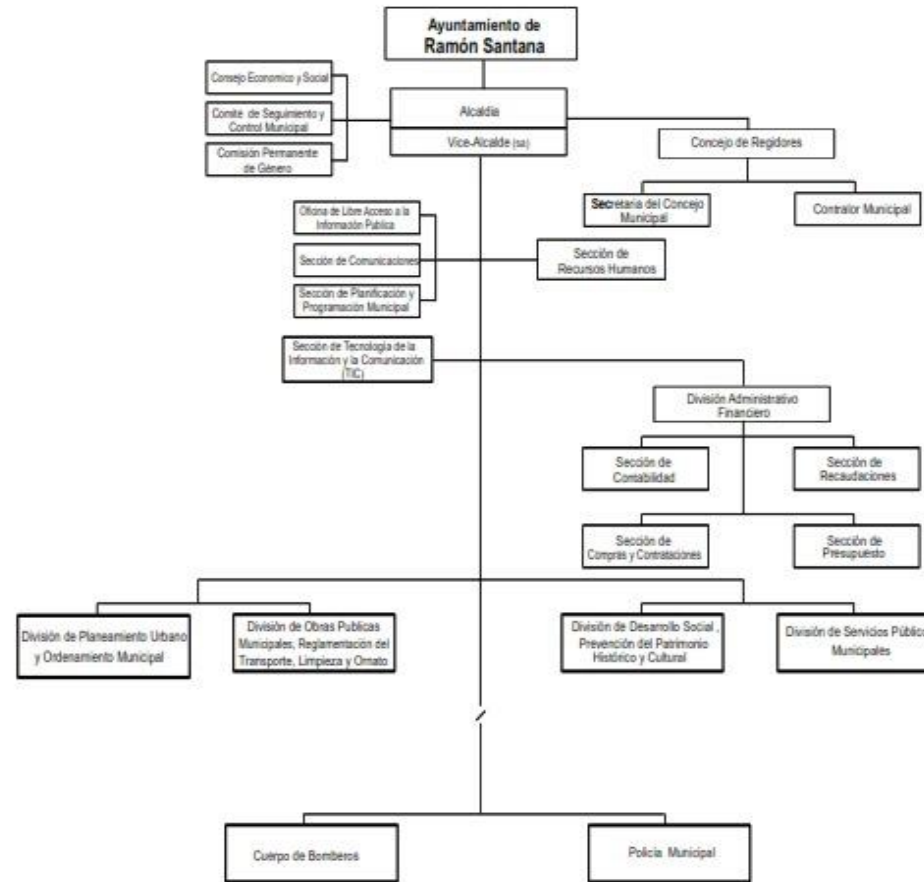 Ayuntamiento de
Ramón Santana
Consejo Economico y Social
Comité de Seguimiento y
Control Municipal
Comisión Permanente
de Género
Alcaldía
Vice-Alcalde (sa)
Concejo de Regidores
Secretaria del Concejo
Municipal
Contralor Municipal
Oficina de Libre Acceso a la
Información Publica
Sección de Comunicaciones
Sección de Planificación y
Programación Municipal
Sección de
Recursos Humanos
Sección de Tecnología de la
Información y la Comunicación
(TIC)
División Administrativo
Financiero
Sección de
Contabilidad
Sección de
Recaudaciones
Sección de
Compras y Contrataciones
Sección de
Presupuesto
División de Planeamiento Urbano
y Ordenamiento Municipal
División de Obras Publicas
Municipales, Reglamentación del
Transporte, Limpieza y Ornato
División de Desarrollo Social ,
Prevención del Patrimonio
Histórico y Cultural
División de Servicios Públic
Municipales
Cuerpo de Bomberos
Policía Municipal